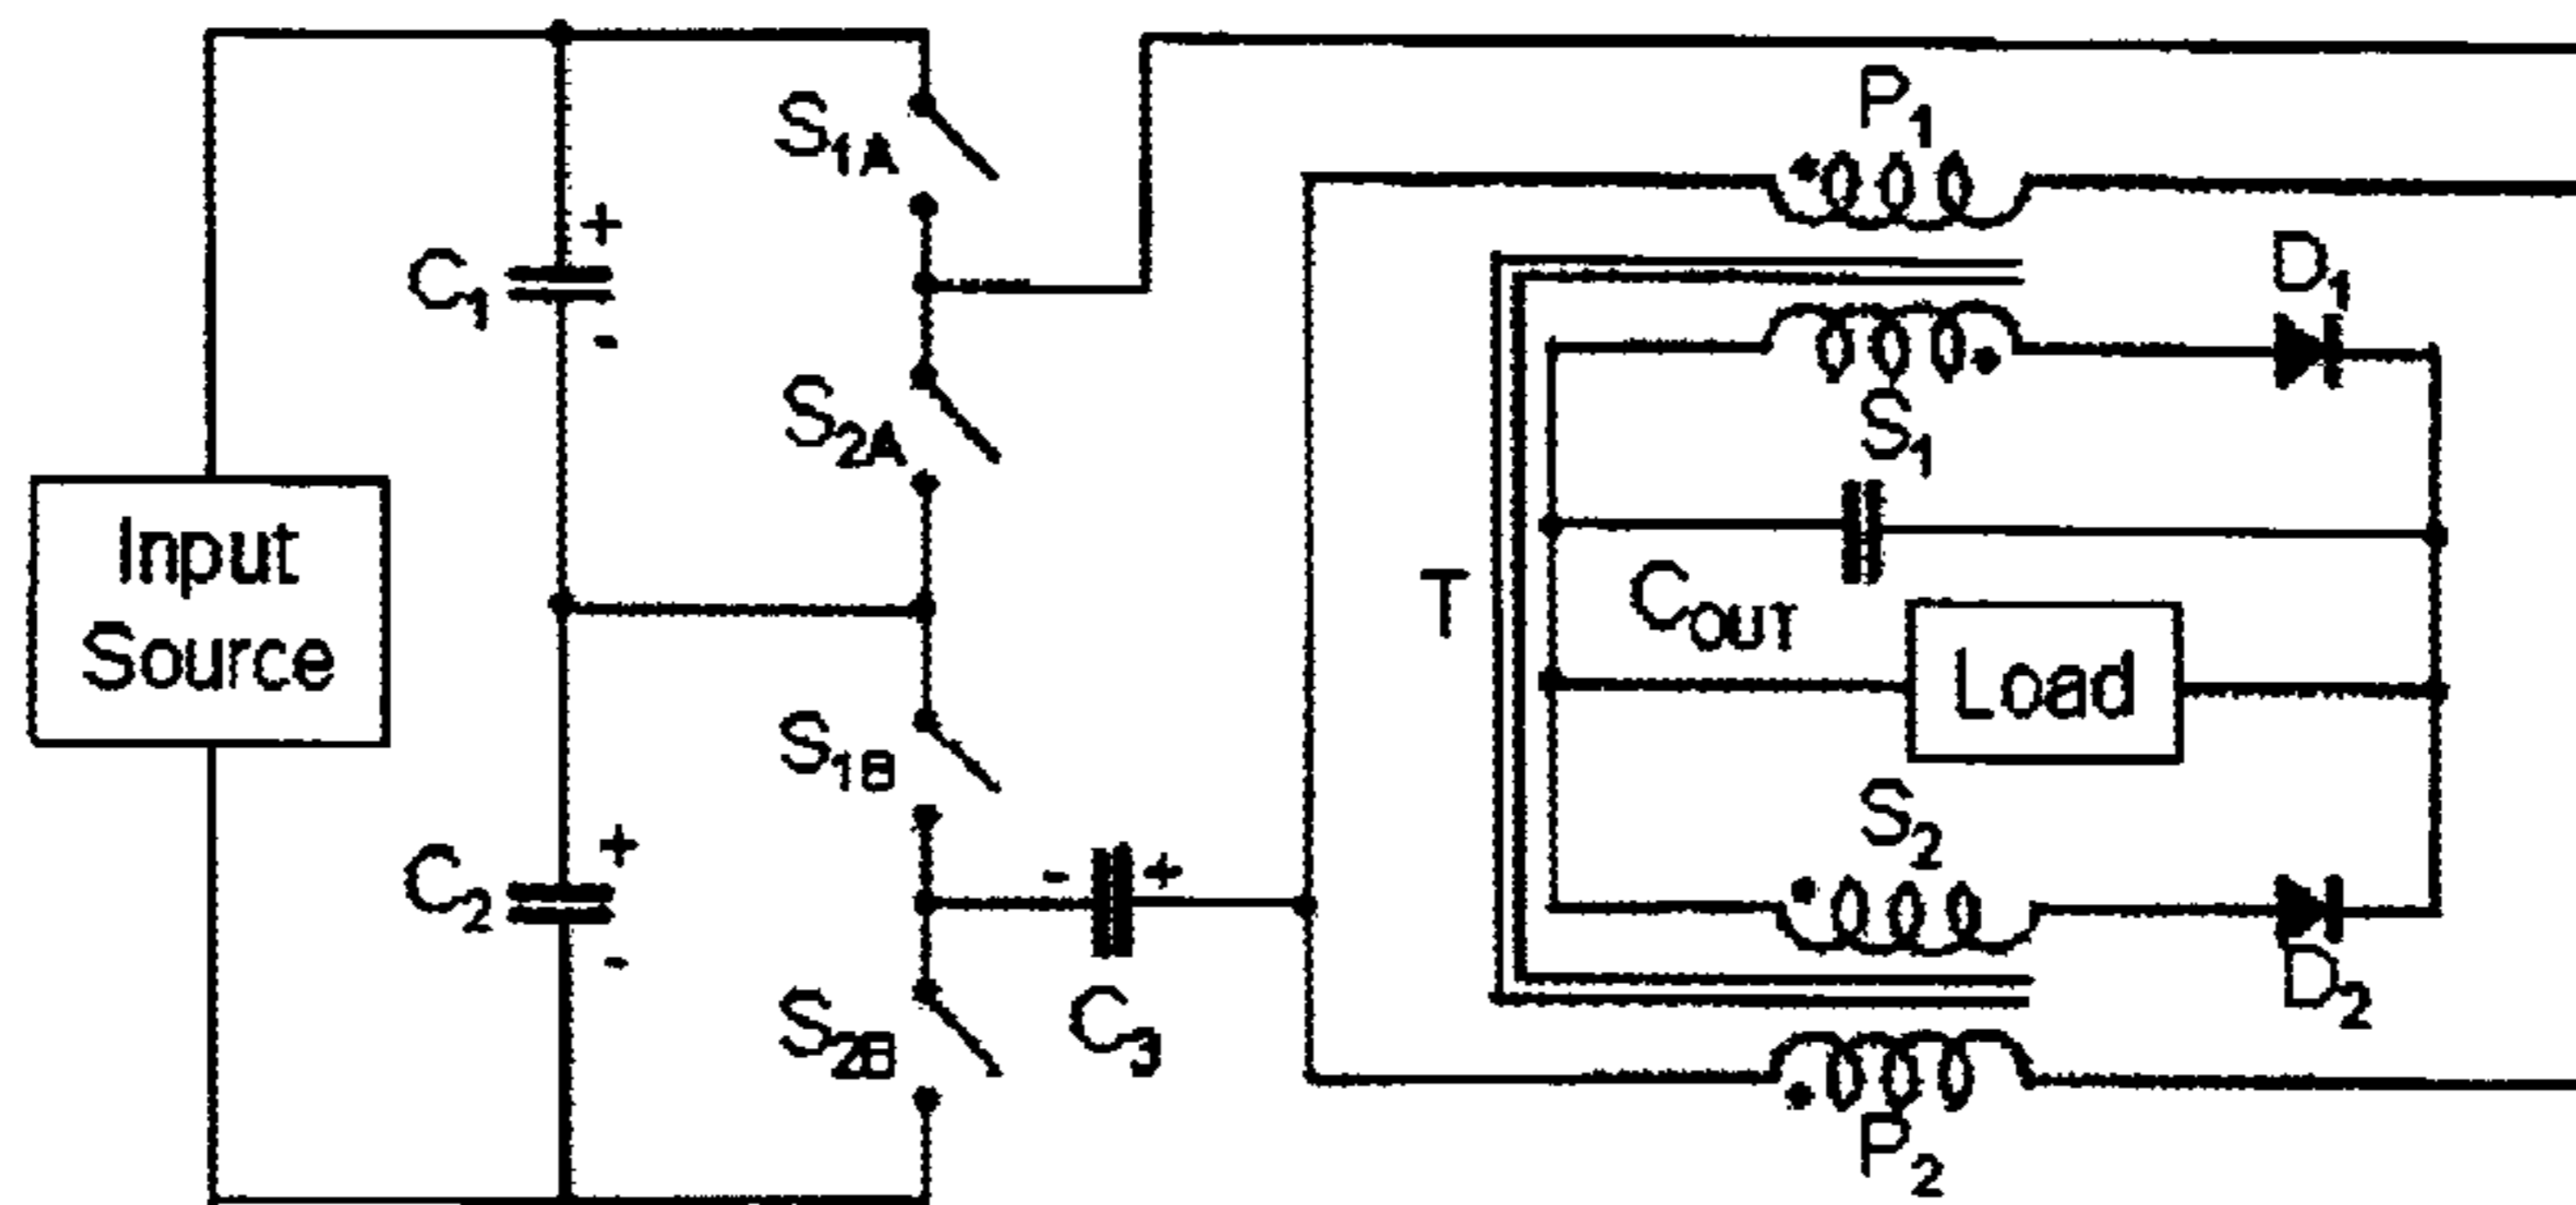 P1
S1A
+
D1
C1
-
S2A
S1
Input
Source
T
COUT
Load
S1B
S2
+
C2
- +
-
S2B
C3
D2
P2